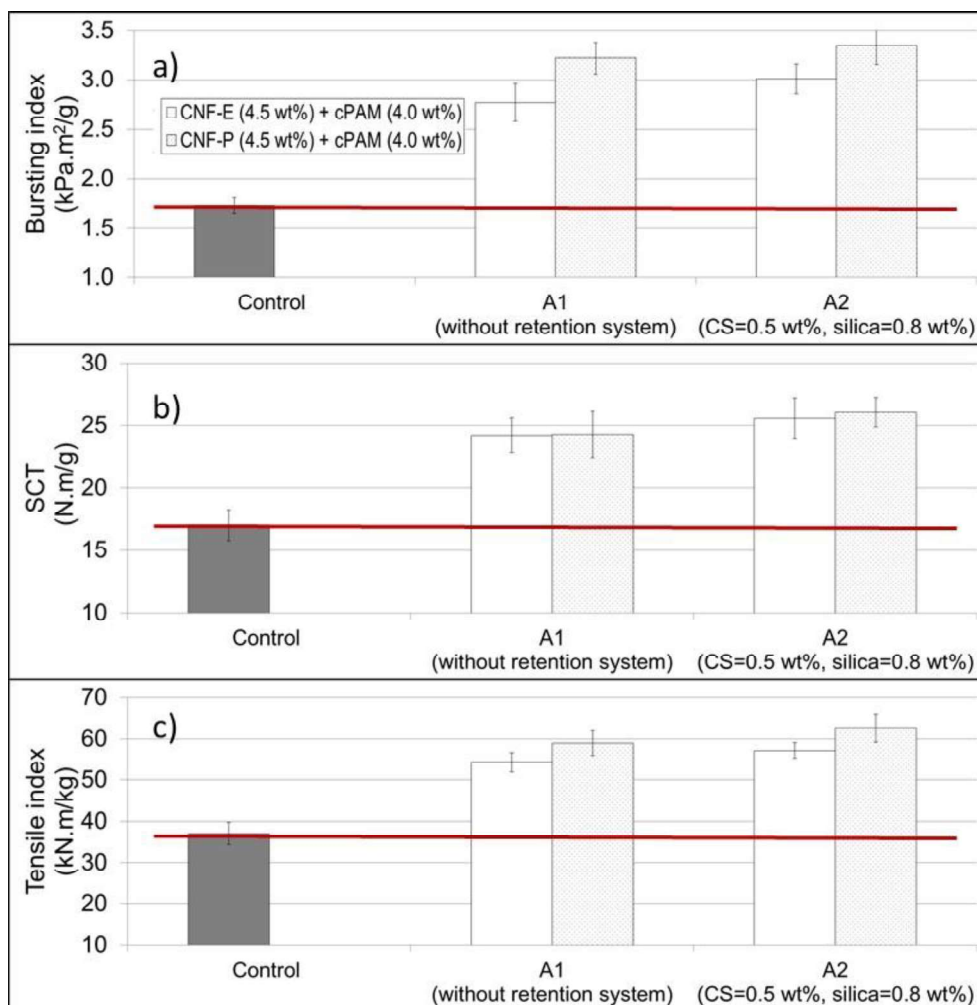 a)
Bursting index
(kPa.m²/g)
3.5
3.0
2.5
2.0
1.5
1.0
CNF-E (4.5 wt%) + cPAM (4.0 wt%)
CNF-P (4.5 wt%) + cPAM (4.0 wt%)
Control
A1
(without retention system)
A2
(CS=0.5 wt%, silica=0.8 wt%)
b)
SCT
(N.m/g)
30
25
20
15
10
Control
A1
(without retention system)
A2
(CS=0.5 wt%, silica=0.8 wt%)
c)
Tensile index
(kN.m/kg)
70
60
50
40
30
20
10
Control
A1
(without retention system)
A2
(CS=0.5 wt%, silica=0.8 wt%)